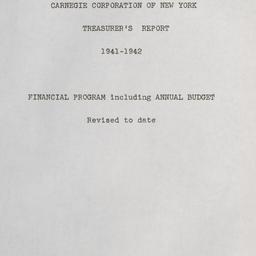 CARNEGIE CORPORATION OF NEW YORK
TREASURER'S REPORT
1941-1942
FINANCIAL PROGRAM including ANNUAL BUDGET
Revised to date